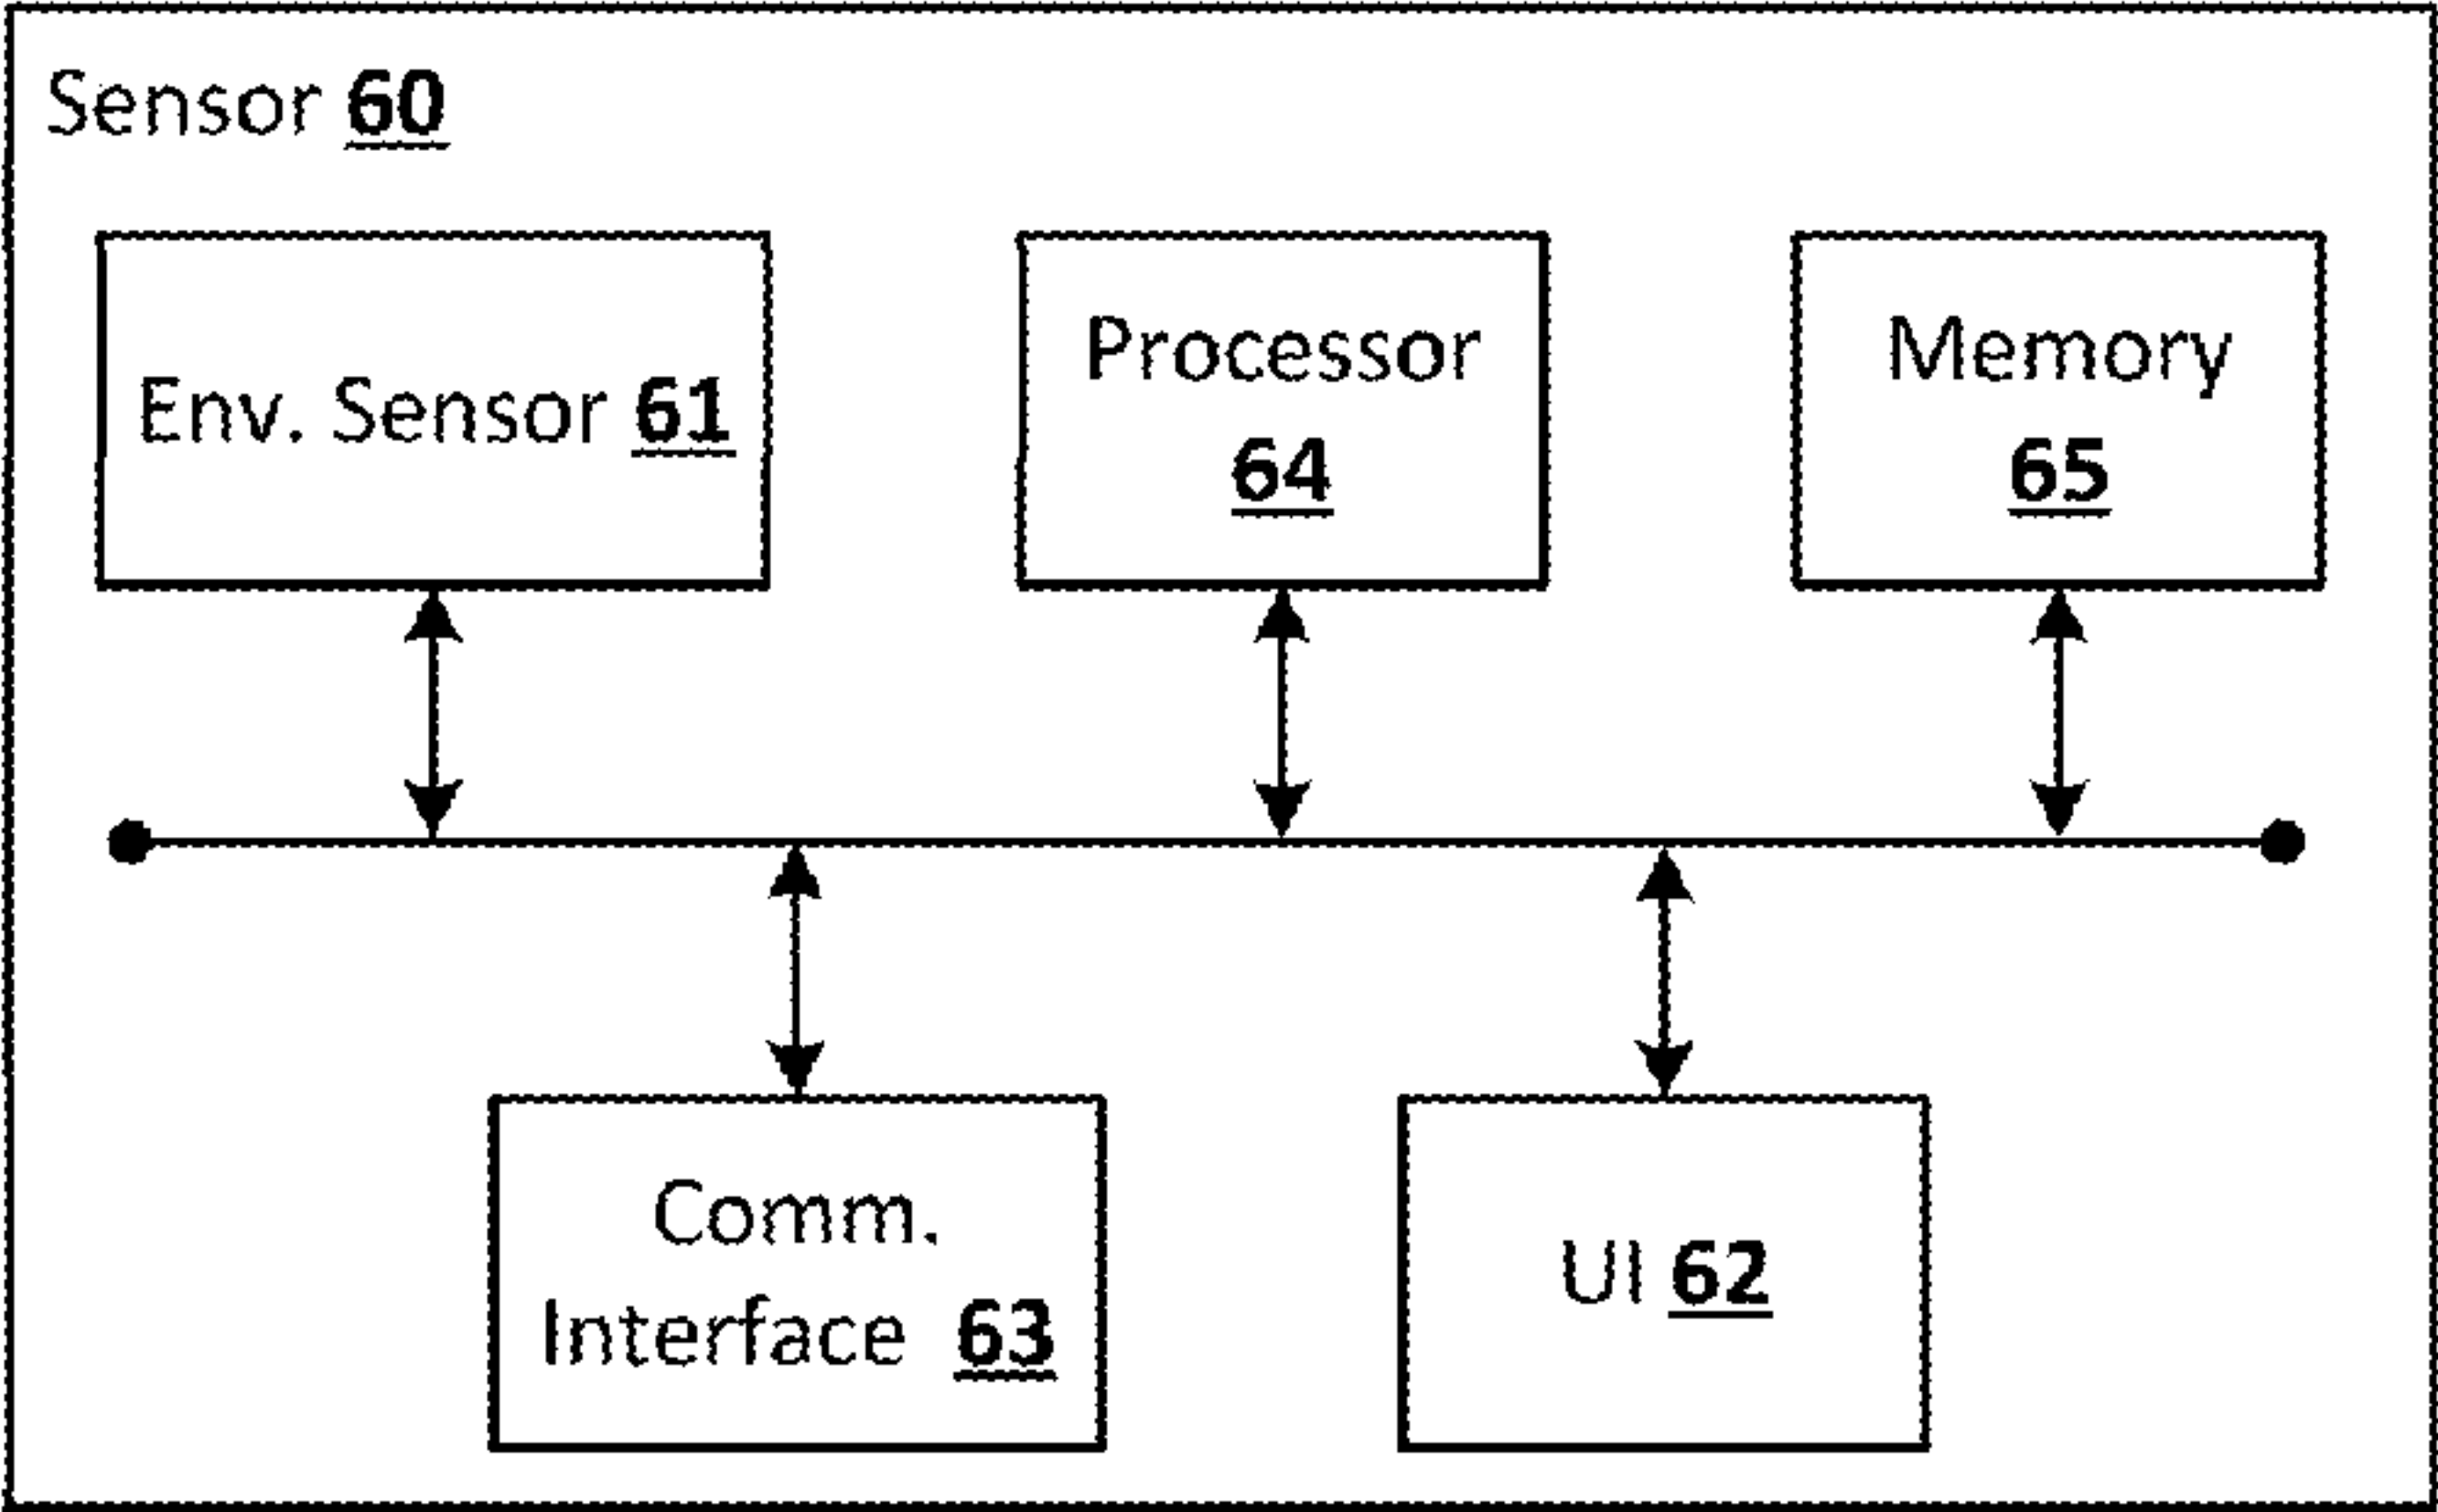 Sensor 60
Env. Sensor 61
Processor
64
Memory
65
Comm.
Interface 63
UI 62